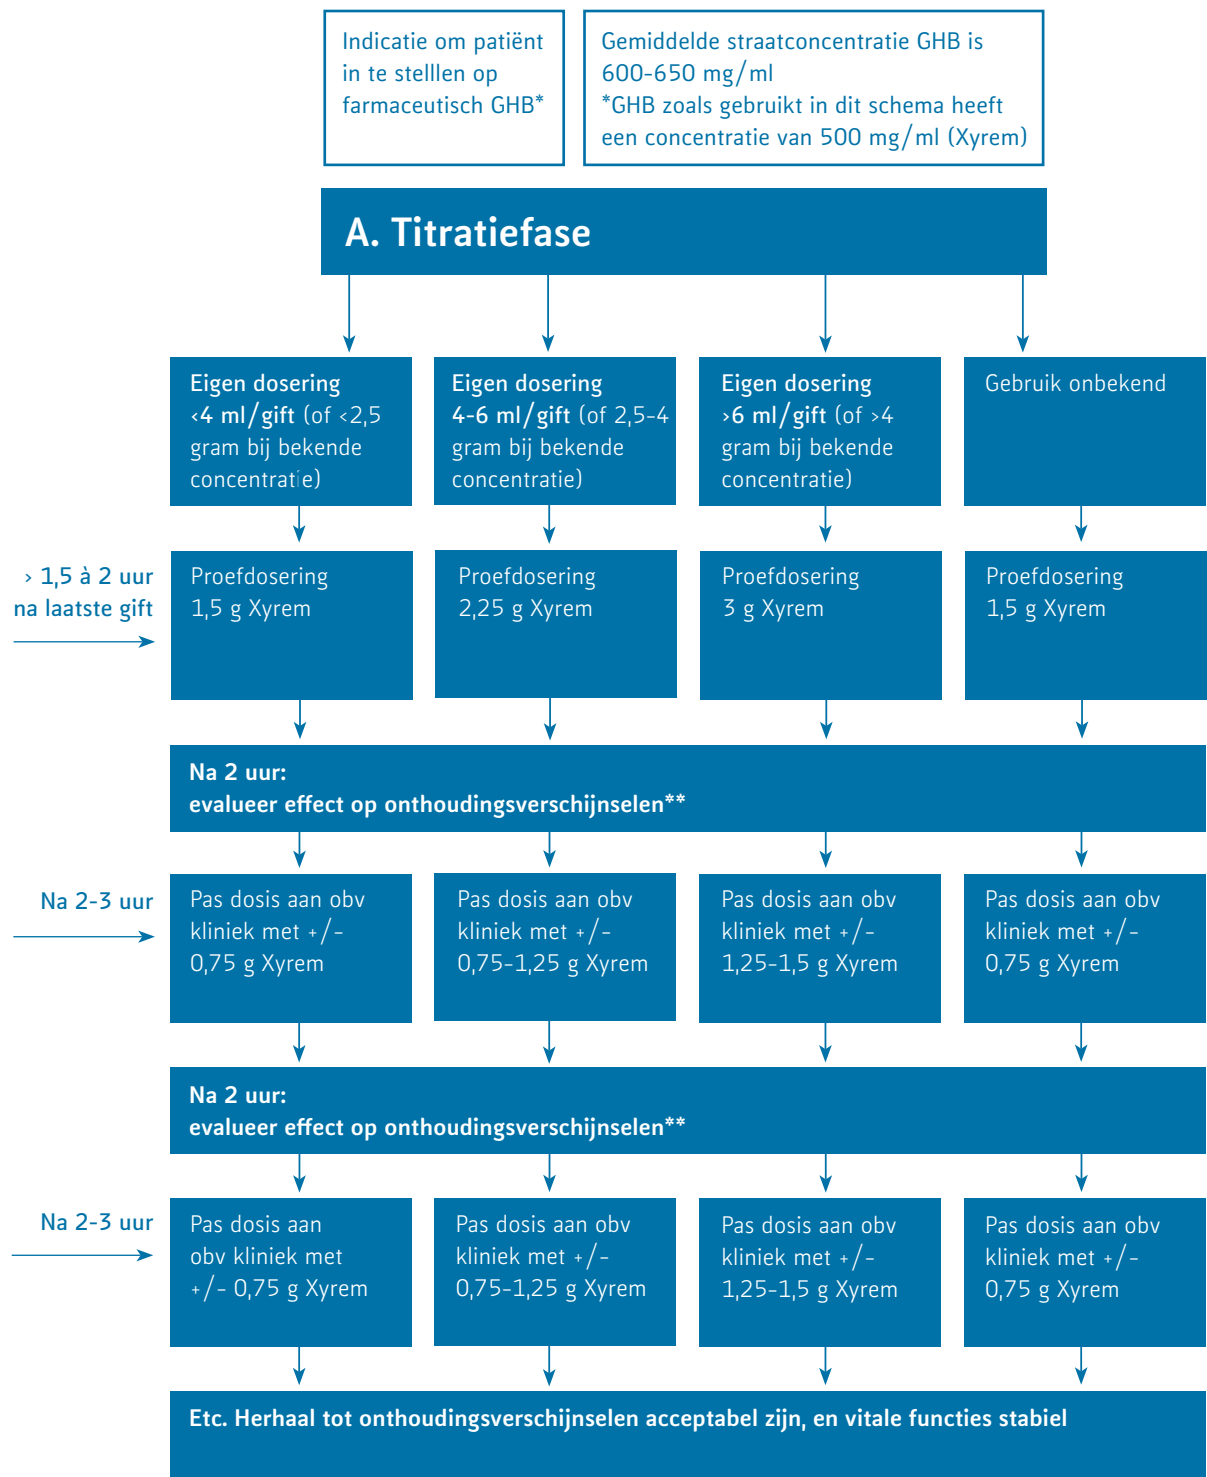 Indicatie om patiënt
in te stelllen op
farmaceutisch GHB*
Gemiddelde straatconcentratie GHB is
600-650 mg/ml
*GHB zoals gebruikt in dit schema heeft
een concentratie van 500 mg/ml (Xyrem)
A. Titratiefase
Eigen dosering
<4 ml/gift (of <2,5
gram bij bekende
concentratie)
Eigen dosering
4-6 ml/gift (of 2,5-4
gram bij bekende
concentratie)
Eigen dosering
>6 ml/gift (of >4
gram bij bekende
concentratie)
Gebruik onbekend
> 1,5 à 2 uur
na laatste gift
Proefdosering
1,5 g Xyrem
Proefdosering
2,25 g Xyrem
Proefdosering
3 g Xyrem
Proefdosering
1,5 g Xyrem
Na 2 uur:
evalueer effect op onthoudingsverschijnselen**
Na 2-3 uur
Pas dosis aan obv
kliniek met +/-
0,75 g Xyrem
Pas dosis aan obv
kliniek met +/-
0,75-1,25 g Xyrem
Pas dosis aan obv
kliniek met +/-
1,25-1,5 g Xyrem
Pas dosis aan obv
kliniek met +/-
0,75 g Xyrem
Na 2 uur:
evalueer effect op onthoudingsverschijnselen**
Na 2-3 uur
Pas dosis aan
obv kliniek met
+/- 0,75 g Xyrem
Pas dosis aan obv
kliniek met +/-
0,75-1,25 g Xyrem
Pas dosis aan obv
kliniek met +/-
1,25-1,5 g Xyrem
Pas dosis aan obv
kliniek met +/-
0,75 g Xyrem
Etc. Herhaal tot onthoudingsverschijnselen acceptabel zijn, en vitale functies stabiel